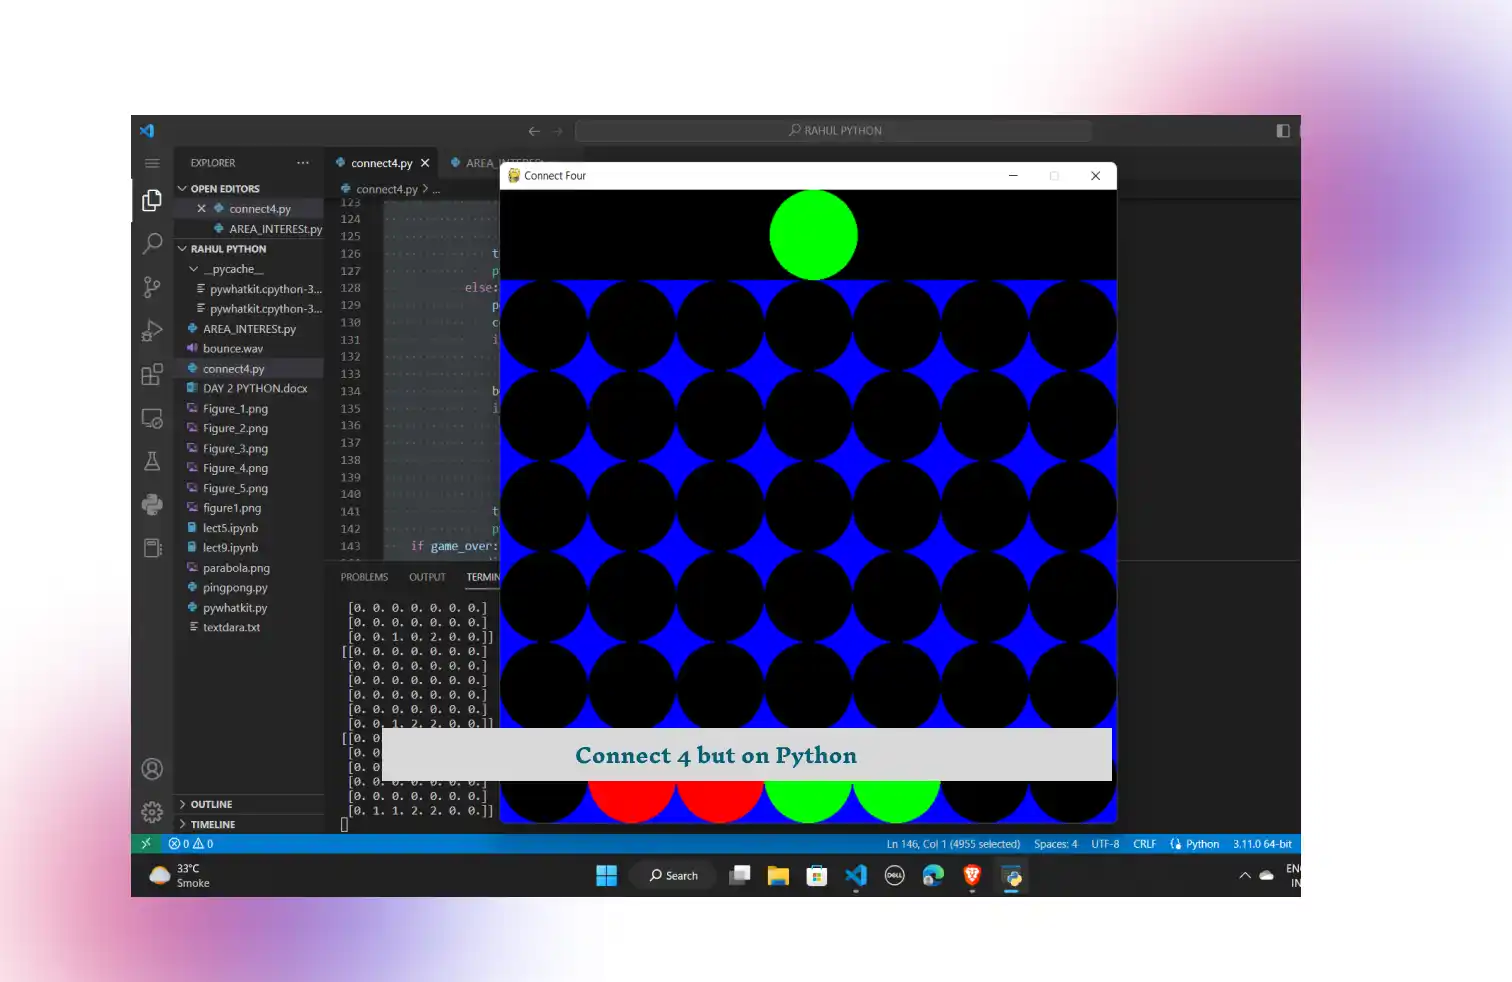 RAHUL PYTHON
EXPLORER
OPEN EDITORS
connect4.py
AREA_INTERESt.py
RAHUL PYTHON
__pycache__
pywhatkit.cpython-3...
pywhatkit.cpython-3...
AREA_INTERESt.py
bounce.wav
connect4.py
DAY 2 PYTHON.docx
Figure_1.png
Figure_2.png
Figure_3.png
Figure_4.png
Figure_5.png
figure1.png
lect5.ipynb
lect9.ipynb
parabola.png
pingpong.py
pywhatkit.py
textdara.txt
OUTLINE
TIMELINE
connect4.py
connect4.py > ...
123
124
125
126 t
127 p
128 else:
129 p
130 c
131 i
132
133
134 b
135 i
136
137
138
139
140
141 t
142 p
143 if game_over:
PROBLEMS OUTPUT TERMIN
[0. 0. 0. 0. 0. 0. 0.]
[0. 0. 0. 0. 0. 0. 0.]
[0. 0. 1. 0. 2. 0. 0.]]
[[0. 0. 0. 0. 0. 0. 0.]
[0. 0. 0. 0. 0. 0. 0.]
[0. 0. 0. 0. 0. 0. 0.]
[0. 0. 0. 0. 0. 0. 0.]
[0. 0. 0. 0. 0. 0. 0.]
[0. 0. 1. 2. 2. 0. 0.]]
[[0. 0
[0. 0
[0. 0
[0. 0. 0. 0. 0. 0. 0.]
[0. 0. 0. 0. 0. 0. 0.]
[0. 1. 1. 2. 2. 0. 0.]]
Connect Four
Connect 4 but on Python
0 0
Ln 146, Col 1 (4955 selected) Spaces: 4 UTF-8 CRLF Python 3.11.0 64-bit
33°C
Smoke
Search
DELL
EN
IN